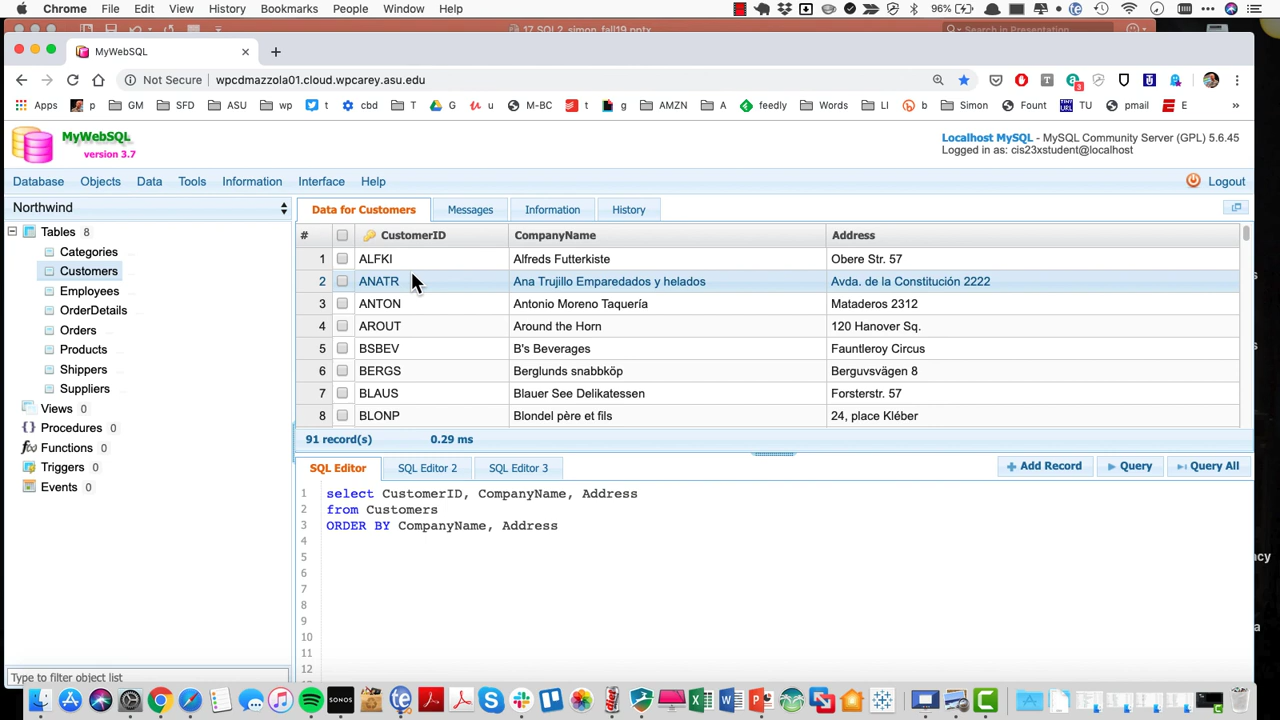 Chrome File Edit View History Bookmarks People Window Help 96%
17 SQL2_simon_fall19.pptx Search in Presentation
MyWebSQL
Not Secure wpcdmazzola01.cloud.wpcarey.asu.edu
Apps p GM SFD ASU wp t cbd T G u M-BC t g AMZN A feedly Words LI b Simon Fount TU pmail E »
MyWebSQL
version 3.7
Localhost MySQL - MySQL Community Server (GPL) 5.6.45
Logged in as: cis23xstudent@localhost
Database Objects Data Tools Information Interface Help Logout
Northwind
Tables 8
Categories
Customers
Employees
OrderDetails
Orders
Products
Shippers
Suppliers
Views 0
Procedures 0
Functions 0
Triggers 0
Events 0
Type to filter object list
Data for Customers Messages Information History
# CustomerID CompanyName Address
1 ALFKI Alfreds Futterkiste Obere Str. 57
2 ANATR Ana Trujillo Emparedados y helados Avda. de la Constitución 2222
3 ANTON Antonio Moreno Taquería Mataderos 2312
4 AROUT Around the Horn 120 Hanover Sq.
5 BSBEV B's Beverages Fauntleroy Circus
6 BERGS Berglunds snabbköp Berguvsvägen 8
7 BLAUS Blauer See Delikatessen Forsterstr. 57
8 BLONP Blondel père et fils 24, place Kléber
91 record(s) 0.29 ms
SQL Editor SQL Editor 2 SQL Editor 3 Add Record Query Query All
1 select CustomerID, CompanyName, Address
2 from Customers
3 ORDER BY CompanyName, Address
4
5
6
7
8
9
10
11
12
SONOS